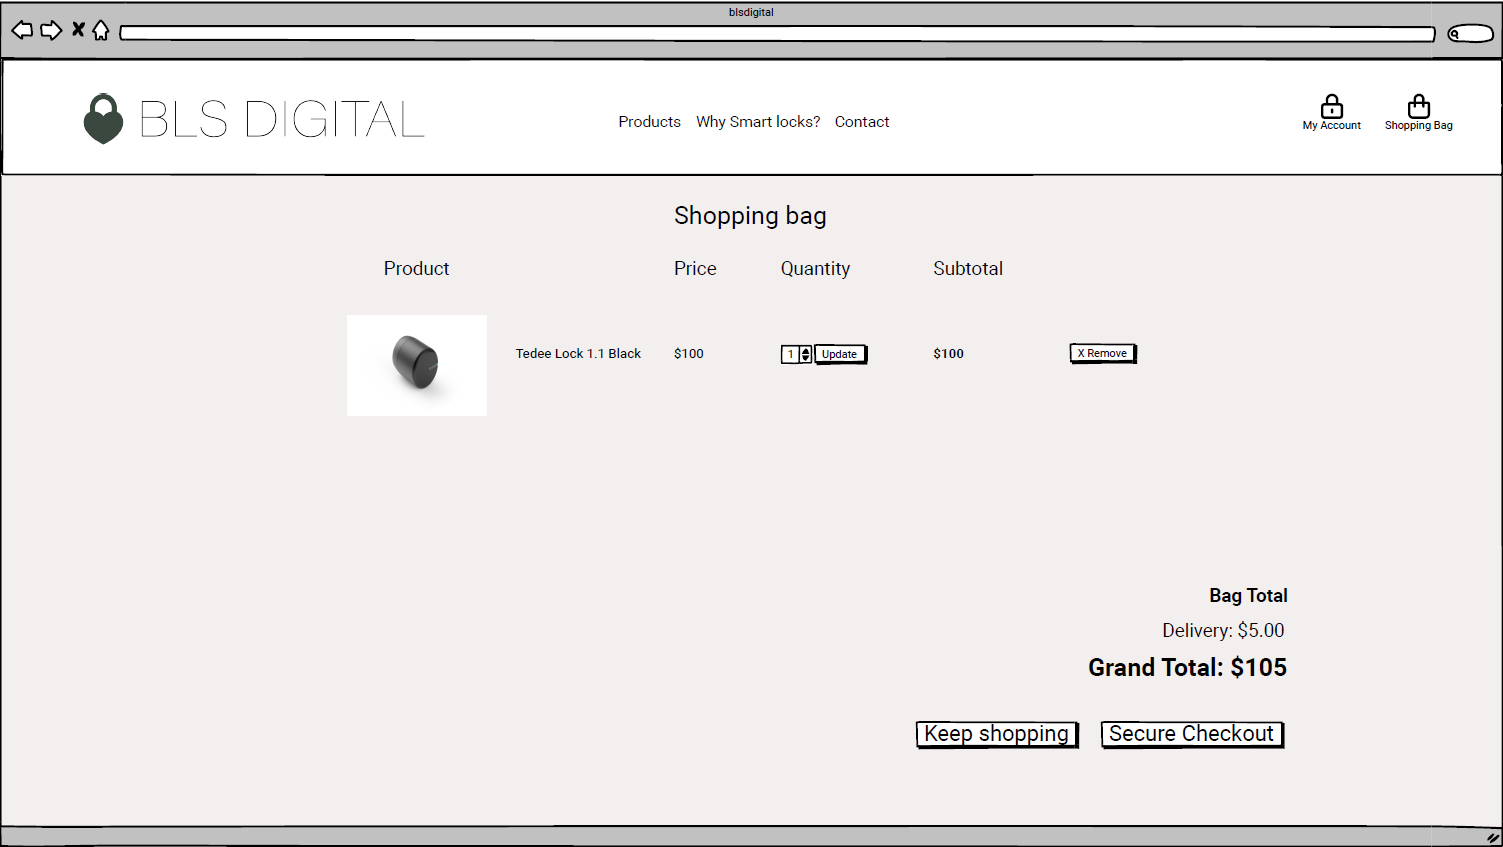 blsdigital
BLS DIGITAL
Products Why Smart locks? Contact
My Account Shopping Bag
Shopping bag
Product Price Quantity Subtotal
Tedee Lock 1.1 Black $100 1 Update $100 X Remove
Bag Total
Delivery: $5.00
Grand Total: $105
Keep shopping Secure Checkout